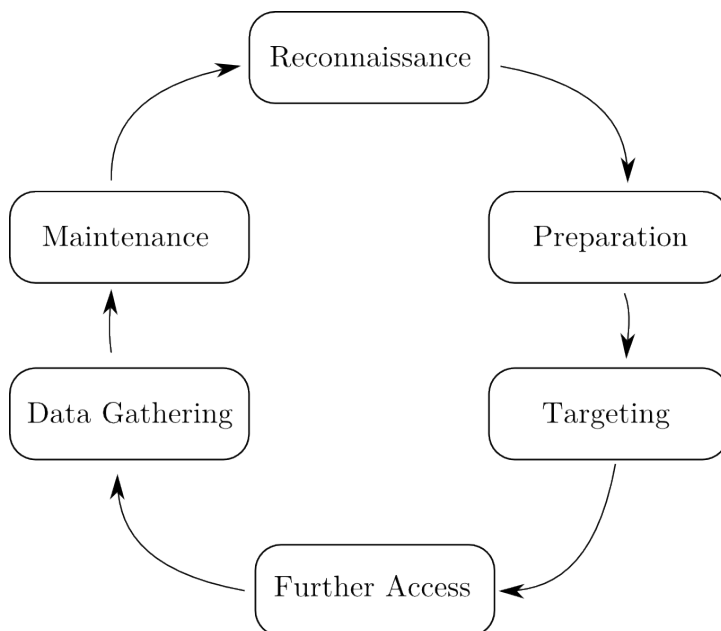 Reconnaissance
Maintenance
Preparation
Data Gathering
Targeting
Further Access